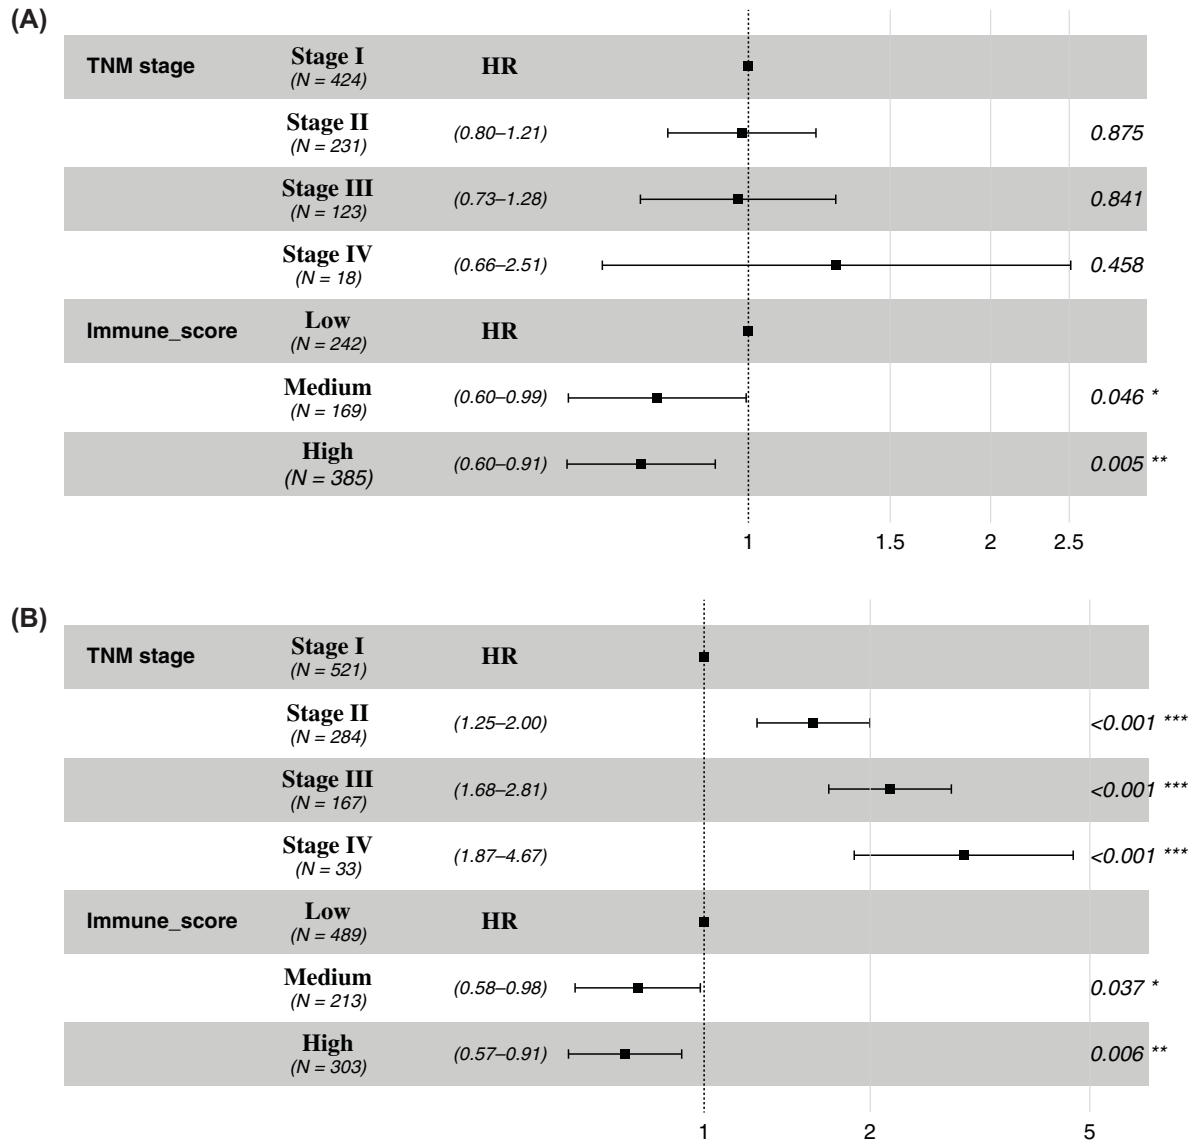 (A)
TNM stage Stage I HR
(N = 424)
Stage II (0.80–1.21) 0.875
(N = 231)
Stage III (0.73–1.28) 0.841
(N = 123)
Stage IV (0.66–2.51) 0.458
(N = 18)
Immune_score Low HR
(N = 242)
Medium (0.60–0.99) 0.046 *
(N = 169)
High (0.60–0.91) 0.005 **
(N = 385)
1 1.5 2 2.5
(B)
TNM stage Stage I HR
(N = 521)
Stage II (1.25–2.00) <0.001 ***
(N = 284)
Stage III (1.68–2.81) <0.001 ***
(N = 167)
Stage IV (1.87–4.67) <0.001 ***
(N = 33)
Immune_score Low HR
(N = 489)
Medium (0.58–0.98) 0.037 *
(N = 213)
High (0.57–0.91) 0.006 **
(N = 303)
1 2 5